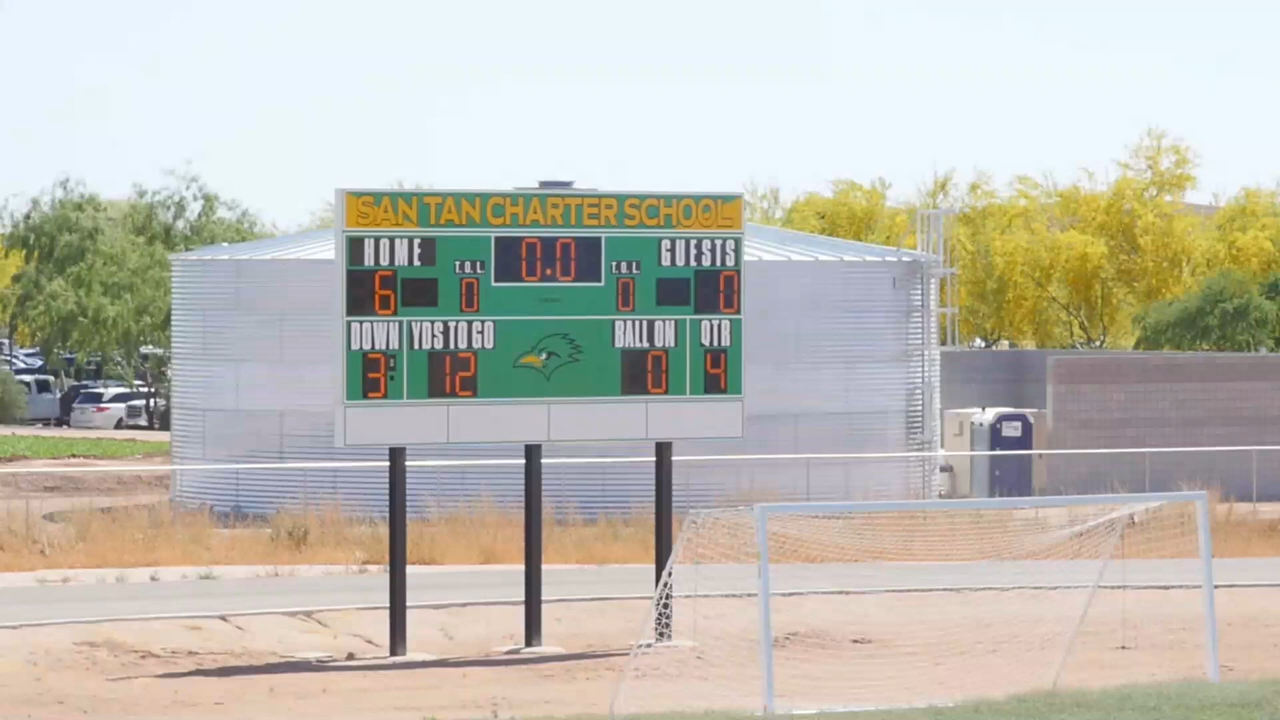 SAN TAN CHARTER SCHOOL
HOME 0.0 GUESTS
T.O.L. T.O.L.
6 0 0 0
DOWN YDS TO GO BALL ON QTR
3 12 0 4